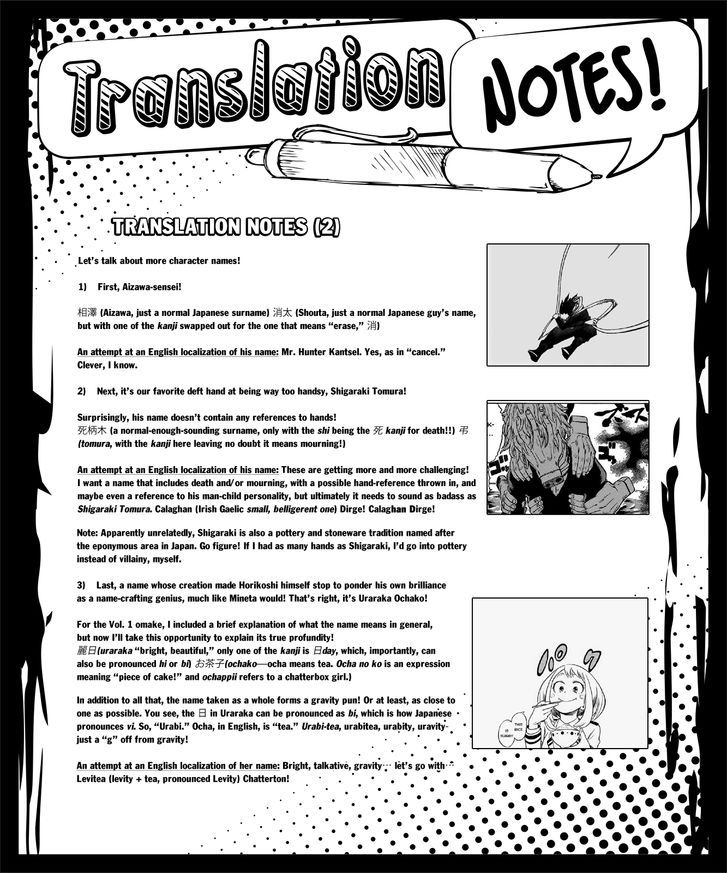 Translation NOTES!
TRANSLATION NOTES (2)
Let's talk about more character names!
1) First, Aizawa-sensei!
相澤 (Aizawa, just a normal Japanese surname) 消太 (Shouta, just a normal Japanese guy's name,
but with one of the kanji swapped out for the one that means “erase,” 消)
An attempt at an English localization of his name: Mr. Hunter Kantsel. Yes, as in “cancel.”
Clever, I know.
2) Next, it's our favorite deft hand at being way too handsy, Shigaraki Tomura!
Surprisingly, his name doesn't contain any references to hands!
死柄木 (a normal-enough-sounding surname, only with the shi being the 死 kanji for death!!) 弔
(tomura, with the kanji here leaving no doubt it means mourning!)
An attempt at an English localization of his name: These are getting more and more challenging!
I want a name that includes death and/or mourning, with a possible hand-reference thrown in, and
maybe even a reference to his man-child personality, but ultimately it needs to sound as badass as
Shigaraki Tomura. Calaghan (Irish Gaelic small, belligerent one) Dirge! Calaghan Dirge!
Note: Apparently unrelatedly, Shigaraki is also a pottery and stoneware tradition named after
the eponymous area in Japan. Go figure! If I had as many hands as Shigaraki, I'd go into pottery
instead of villainy, myself.
3) Last, a name whose creation made Horikoshi himself stop to ponder his own brilliance
as a name-crafting genius, much like Mineta would! That's right, it's Uraraka Ochako!
For the Vol. 1 omake, I included a brief explanation of what the name means in general,
but now I'll take this opportunity to explain its true profundity!
麗日(uraraka “bright, beautiful,” only one of the kanji is 日day, which, importantly, can
also be pronounced hi or bi) お茶子(ochako—ocha means tea. Ocha no ko is an expression
meaning “piece of cake!” and ochappii refers to a chatterbox girl.)
In addition to all that, the name taken as a whole forms a gravity pun! Or at least, as close to
one as possible. You see, the 日 in Uraraka can be pronounced as bi, which is how Japanese
pronounces vi. So, “Urabi.” Ocha, in English, is “tea.” Urabi-tea, urabitea, urabity, uravity—
just a “g” off from gravity!
An attempt at an English localization of her name: Bright, talkative, gravity… let's go with…
Levitea (levity + tea, pronounced Levity) Chatterton!
パク
THIS RICE
IS YUMMY!